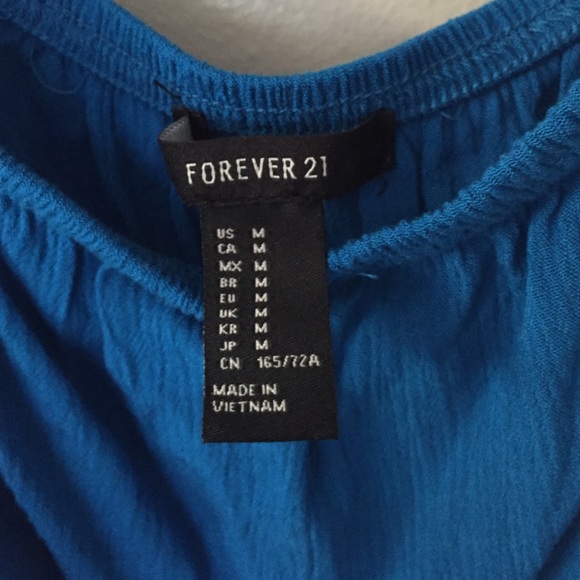 FOREVER 21
US M
CA M
MX M
BR M
EU M
UK M
KR M
JP M
CN 165/72A
MADE IN
VIETNAM